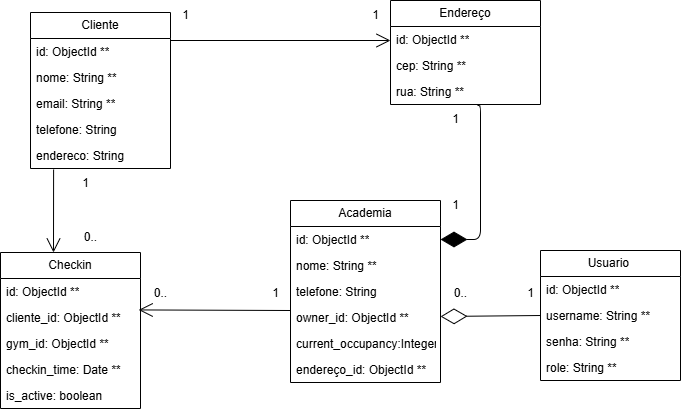 Cliente
id: ObjectId **
nome: String **
email: String **
telefone: String
endereco: String
1
1
Endereço
id: ObjectId **
cep: String **
rua: String **
1
1
1
0..
Checkin
id: ObjectId **
cliente_id: ObjectId **
gym_id: ObjectId **
checkin_time: Date **
is_active: boolean
0..
1
Academia
id: ObjectId **
nome: String **
telefone: String
owner_id: ObjectId **
current_occupancy:Integer
endereço_id: ObjectId **
0..
1
Usuario
id: ObjectId **
username: String **
senha: String **
role: String **